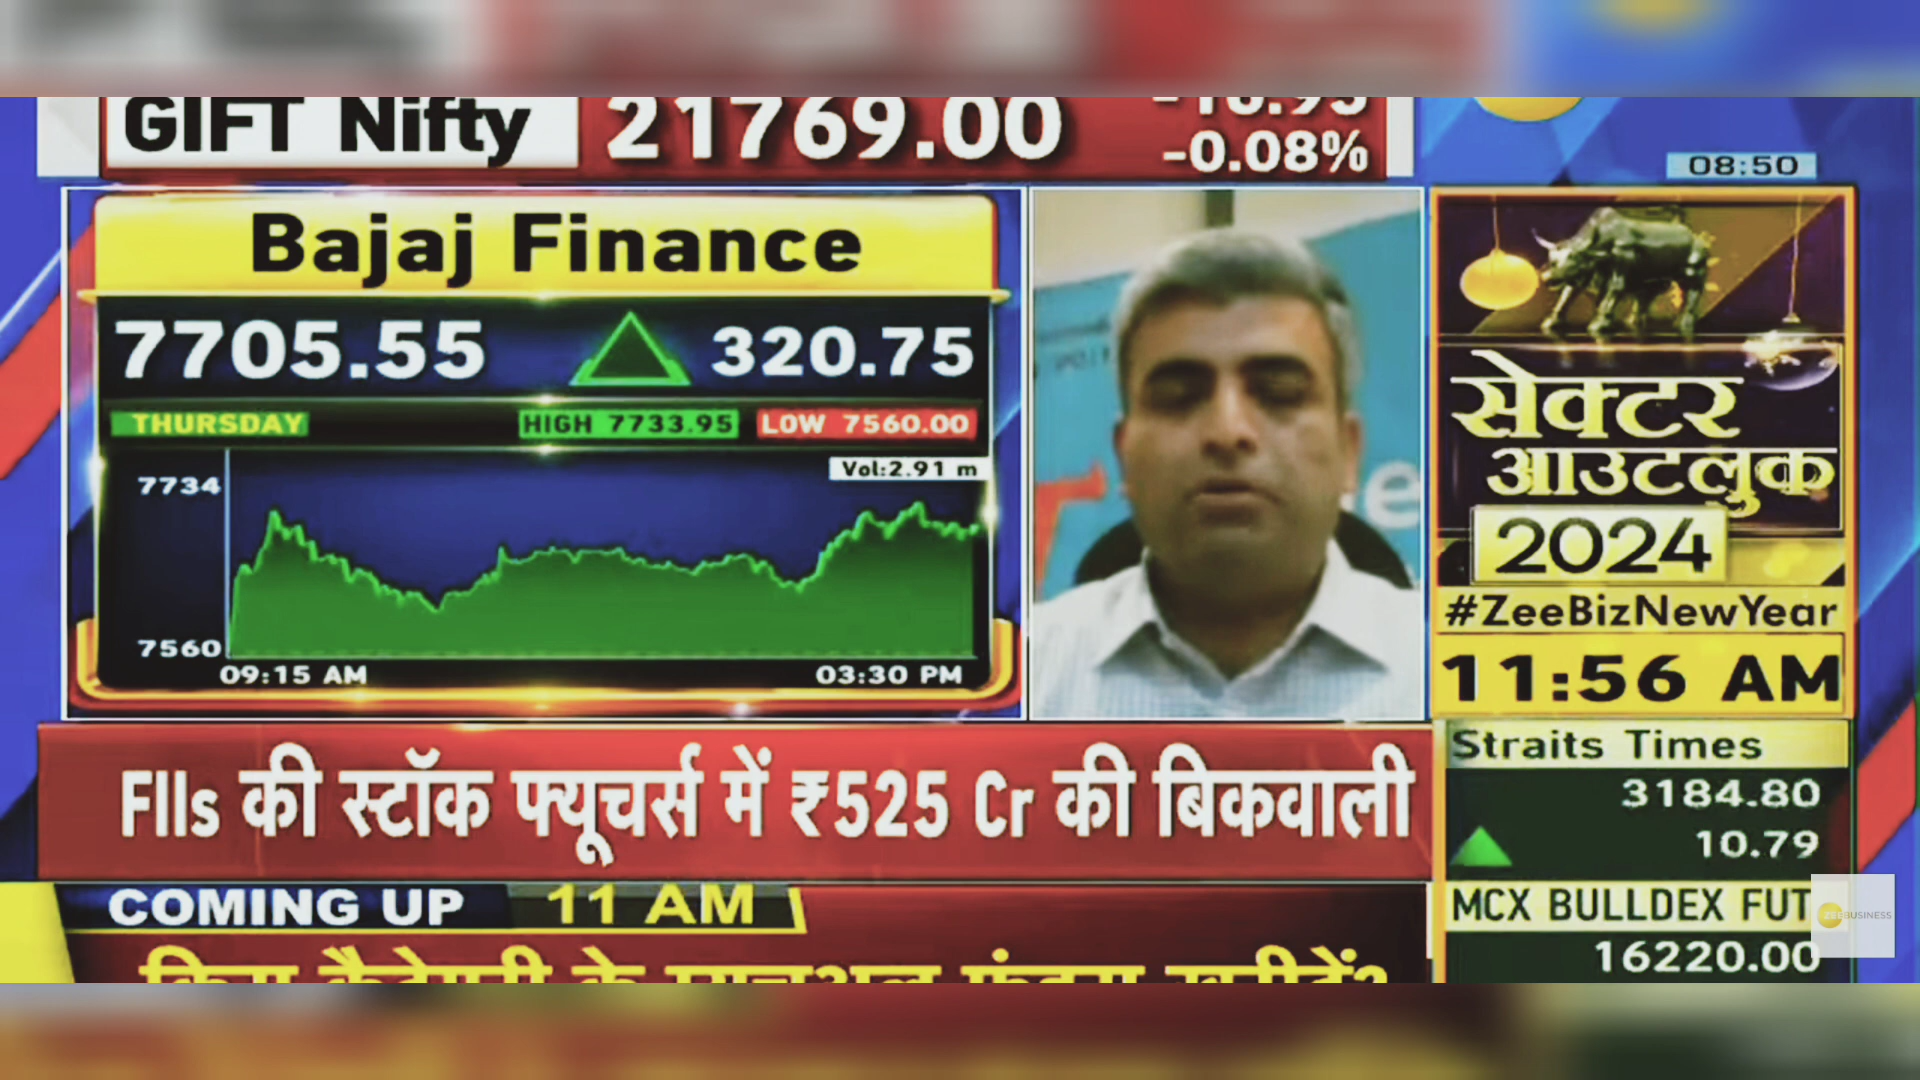 GIFT Nifty
21769.00
-0.08%
08:50
Bajaj Finance
7705.55
320.75
THURSDAY
HIGH 7733.95
LOW 7560.00
Vol:2.91 m
7734
7560
09:15 AM
03:30 PM
सेक्टर
आउटलुक
2024
#ZeeBizNewYear
11:56 AM
Straits Times
3184.80
10.79
MCX BULLDEX FUT
16220.00
FIIs की स्टॉक फ्यूचर्स में ₹525 Cr की बिकवाली
COMING UP
11 AM
ZEEBUSINESS